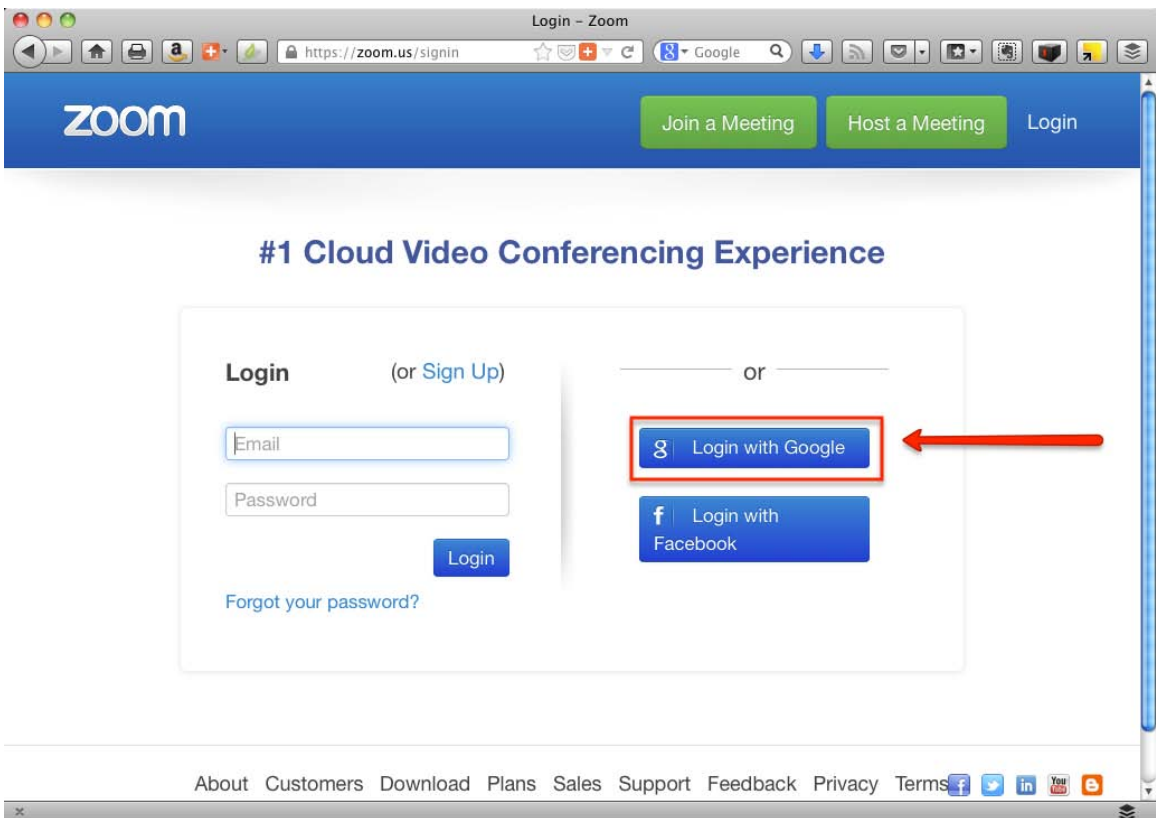 Login – Zoom
https://zoom.us/signin
Google
zoom
Join a Meeting
Host a Meeting
Login
#1 Cloud Video Conferencing Experience
Login (or Sign Up)
Email
Password
Login
Forgot your password?
or
g Login with Google
f Login with
Facebook
About Customers Download Plans Sales Support Feedback Privacy Terms